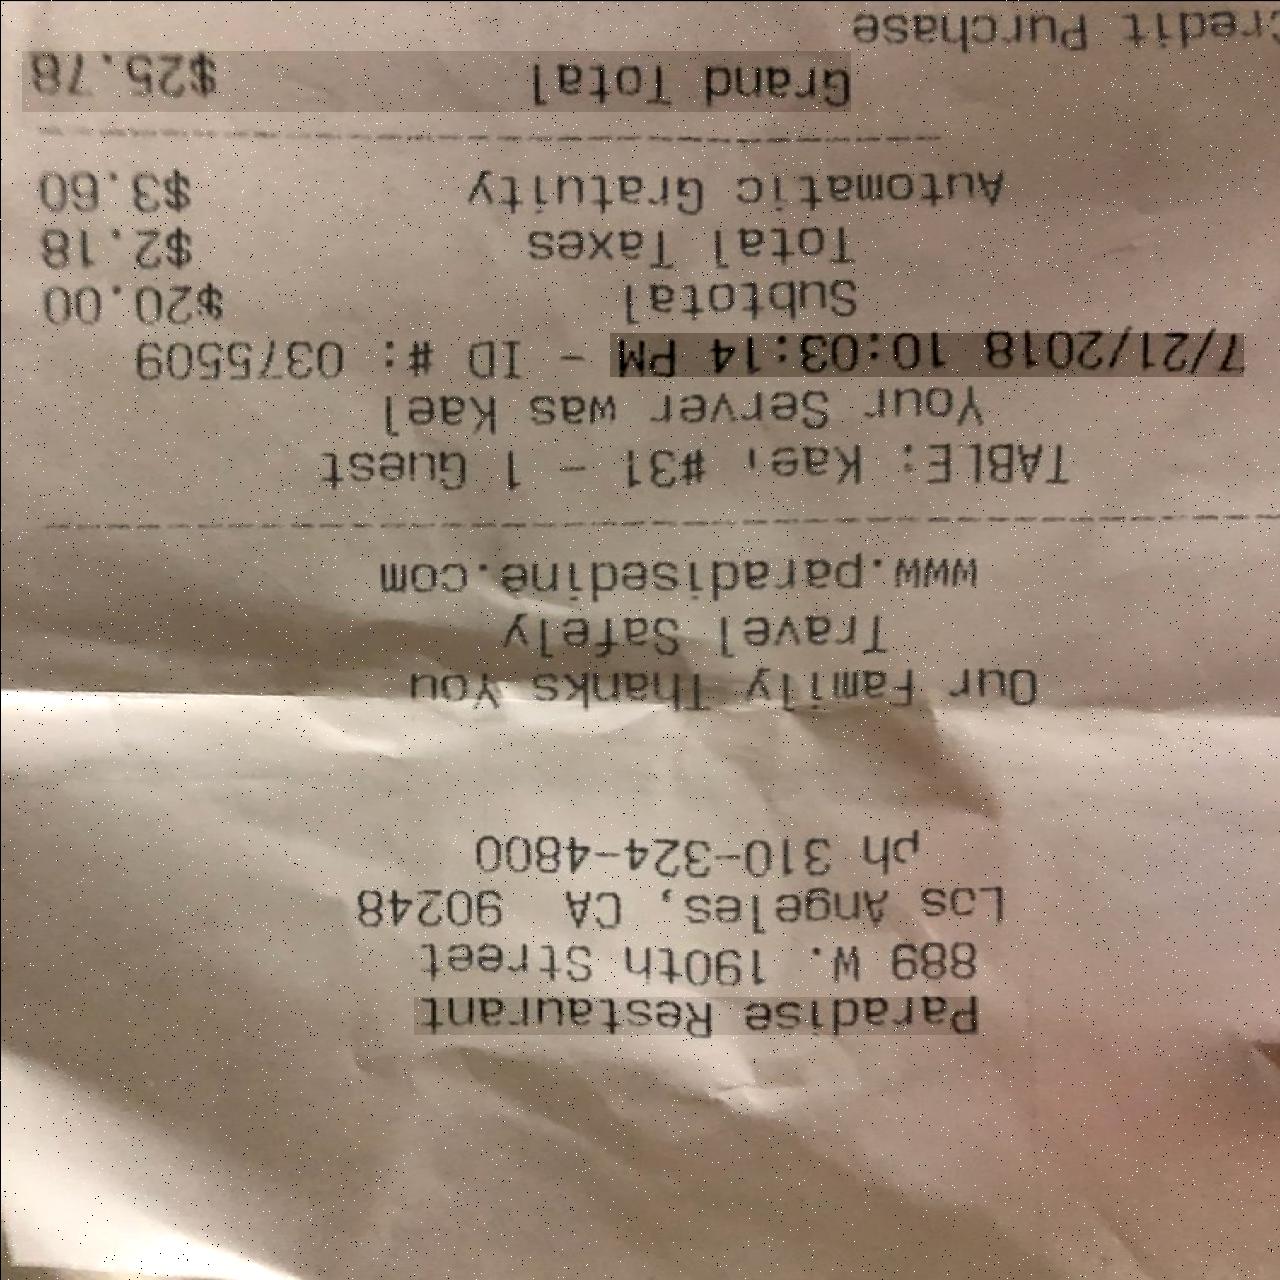 Paradise Restaurant
889 W. 190th Street
Los Angeles, CA 90248
ph 310-324-4800
Our Family Thanks You
Travel Safely
www.paradisedine.com
TABLE: Kael #31 - 1 Guest
Your Server was Kael
7/21/2018 10:03:14 PM - ID #: 0375509
Subtotal $20.00
Total Taxes $2.18
Automatic Gratuity $3.60
Grand Total $25.78
Credit Purchase